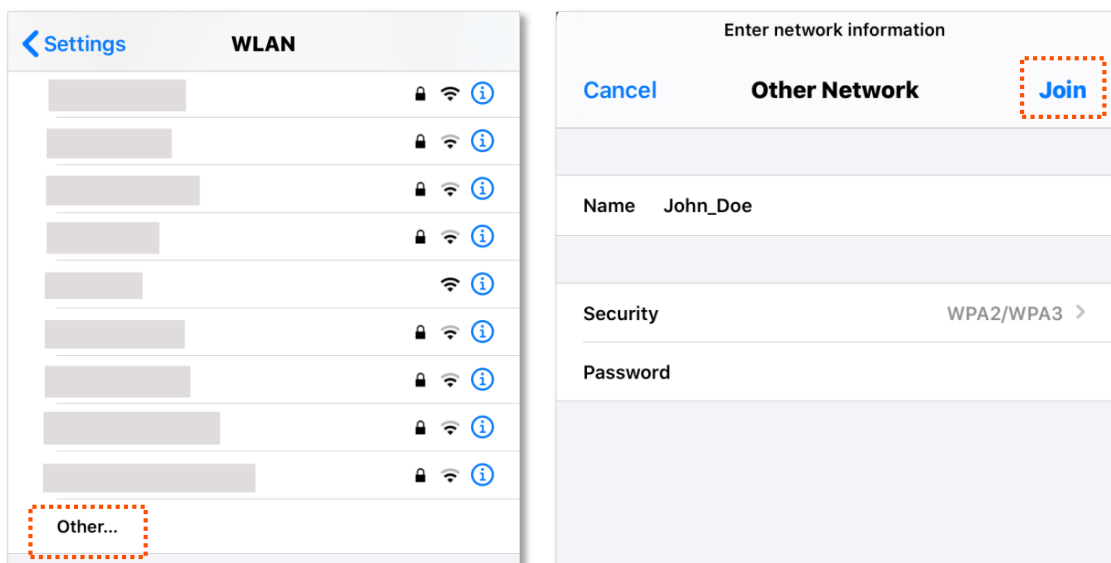 Settings
WLAN
Other...
Enter network information
Cancel
Other Network
Join
Name John_Doe
Security WPA2/WPA3
Password